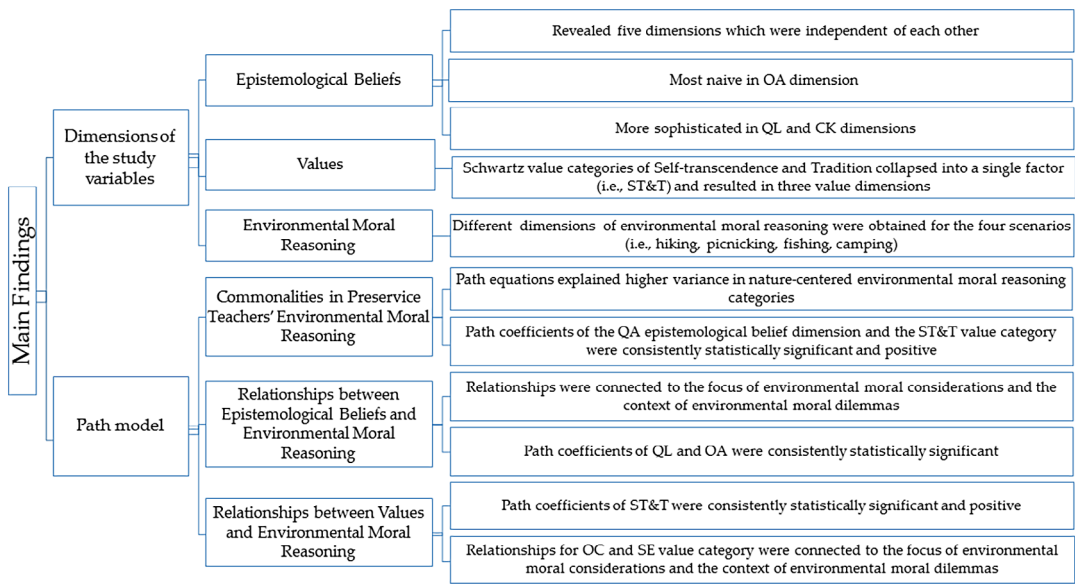 Main Findings
Dimensions of
the study
variables
Epistemological Beliefs
Revealed five dimensions which were independent of each other
Most naive in OA dimension
More sophisticated in QL and CK dimensions
Values
Schwartz value categories of Self-transcendence and Tradition collapsed into a single factor
(i.e., ST&T) and resulted in three value dimensions
Environmental Moral
Reasoning
Different dimensions of environmental moral reasoning were obtained for the four scenarios
(i.e., hiking, picnicking, fishing, camping)
Path model
Commonalities in Preservice
Teachers' Environmental Moral
Reasoning
Path equations explained higher variance in nature-centered environmental moral reasoning
categories
Path coefficients of the QA epistemological belief dimension and the ST&T value category
were consistently statistically significant and positive
Relationships between
Epistemological Beliefs and
Environmental Moral
Reasoning
Relationships were connected to the focus of environmental moral considerations and the
context of environmental moral dilemmas
Path coefficients of QL and OA were consistently statistically significant
Relationships between Values
and Environmental Moral
Reasoning
Path coefficients of ST&T were consistently statistically significant and positive
Relationships for OC and SE value category were connected to the focus of environmental
moral considerations and the context of environmental moral dilemmas